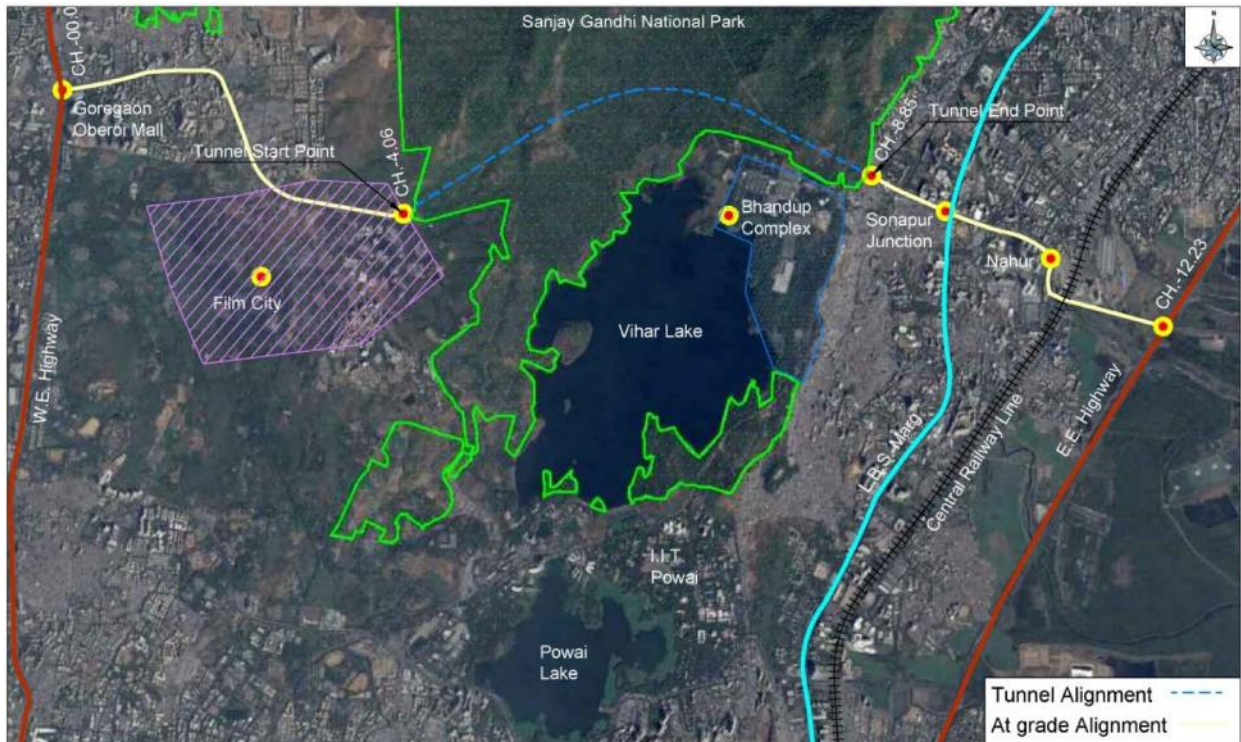 Sanjay Gandhi National Park
N
CH.-00.0
Goregaon
Oberoi Mall
Tunnel Start Point
CH.-4.06
CH.-8.85
Tunnel End Point
Bhandup
Complex
Sonapur
Junction
Nahur
CH.-12.23
Film City
Vihar Lake
W.E. Highway
L.B.S. Marg
Central Railway Line
E.E. Highway
I.I.T.
Powai
Powai
Lake
Tunnel Alignment
At grade Alignment